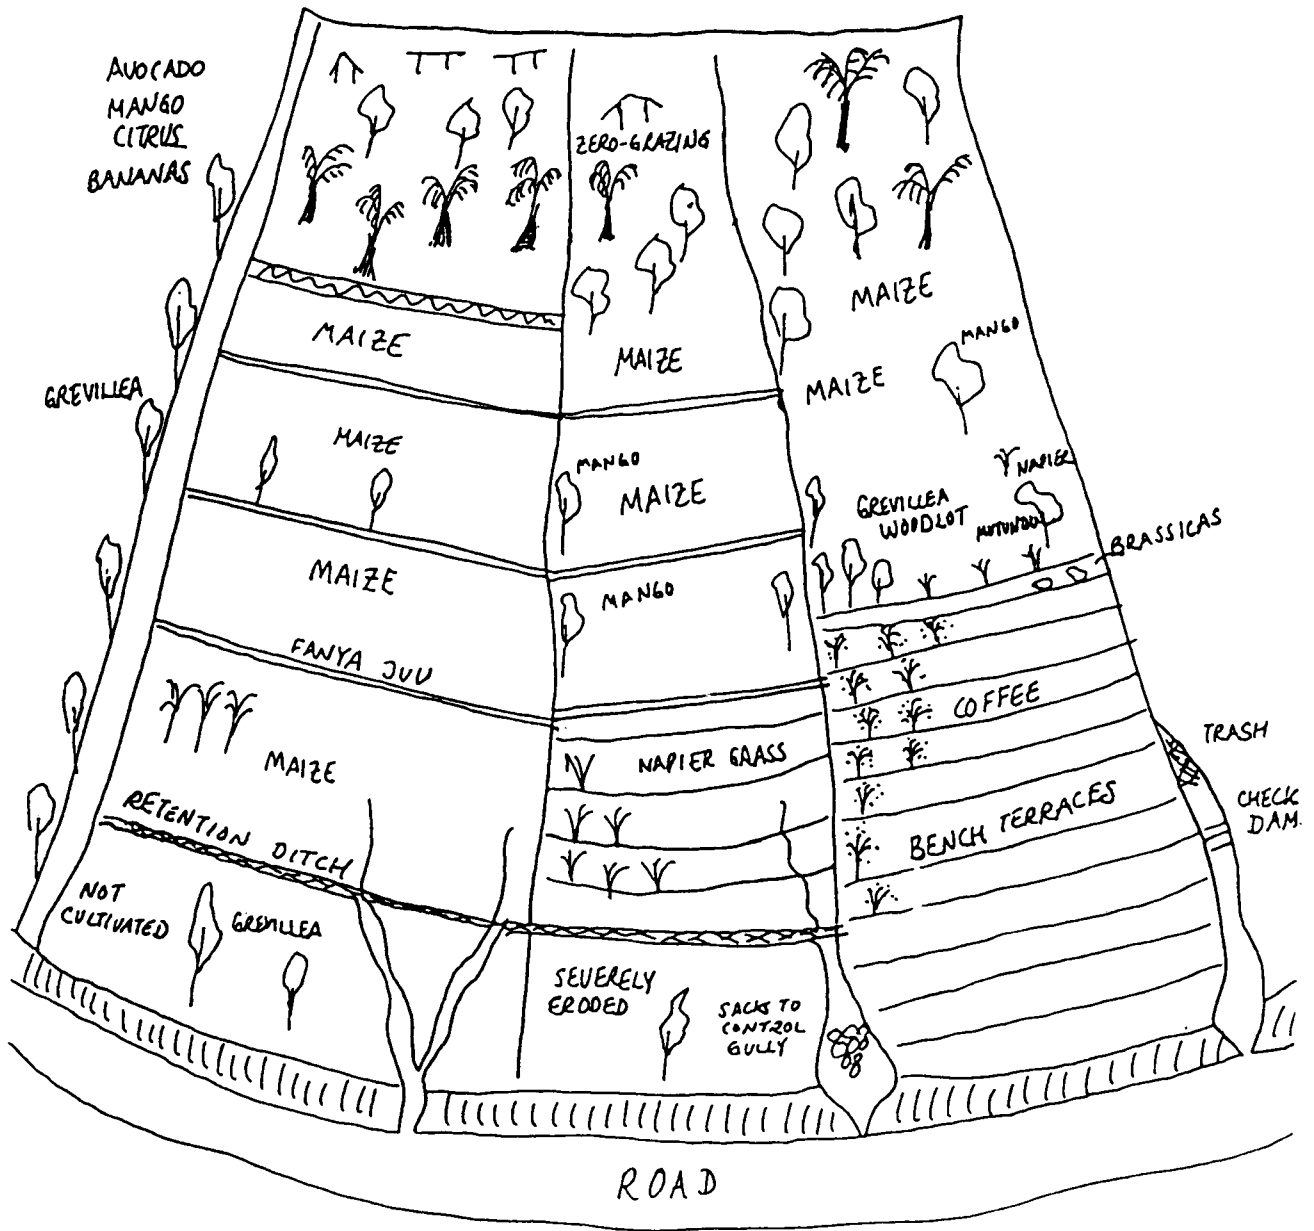 AVOCADO
MANGO
CITRUS
BANANAS
ZERO-GRAZING
MAIZE
MAIZE
MAIZE
MANGO
MAIZE
GREVILLEA
MAIZE
MANGO
MAIZE
NAPIER
GREVILLEA
WOODLOT
MUTUNDU
BRASSICAS
MAIZE
MANGO
FANYA JUU
COFFEE
MAIZE
NAPIER GRASS
TRASH
CHECK
DAM
BENCH TERRACES
RETENTION DITCH
NOT
CULTIVATED
GREVILLEA
SEVERELY
ERODED
SACKS TO
CONTROL
GULLY
ROAD